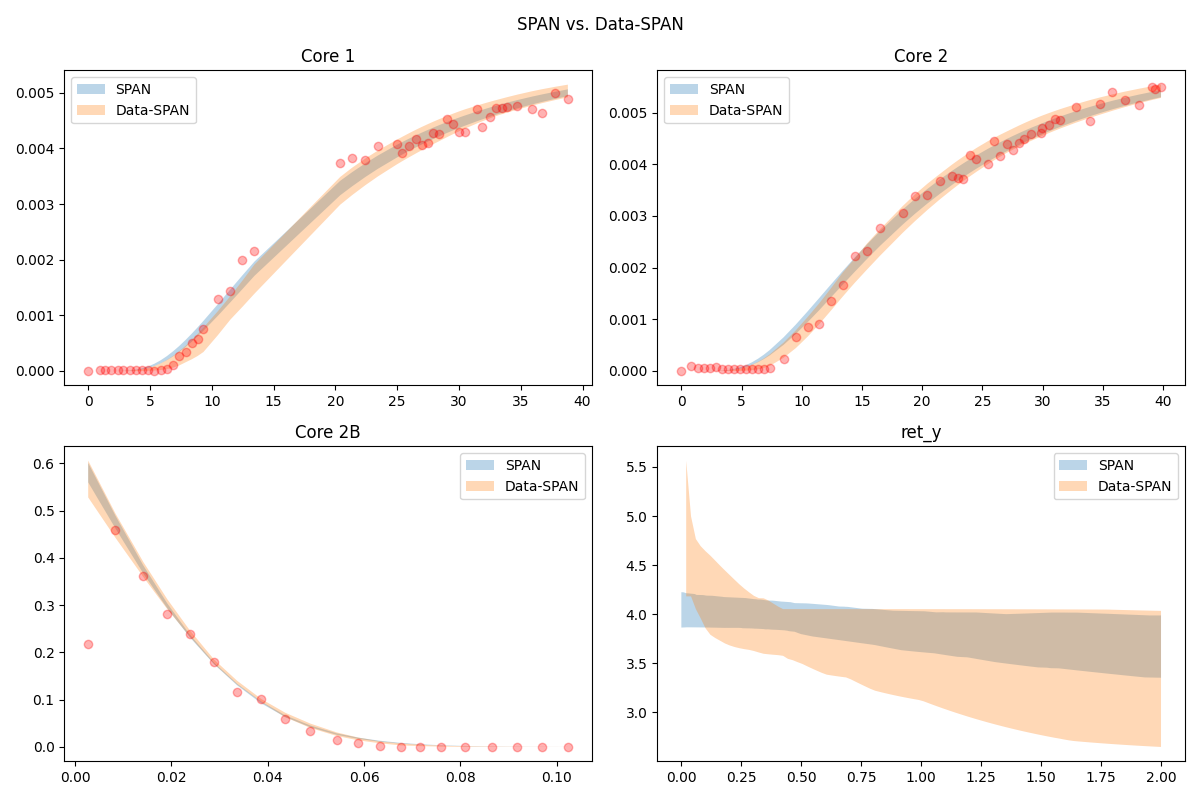 SPAN vs. Data-SPAN
Core 1
SPAN
Data-SPAN
0.005
0.004
0.003
0.002
0.001
0.000
0 5 10 15 20 25 30 35 40
Core 2
SPAN
Data-SPAN
0.005
0.004
0.003
0.002
0.001
0.000
0 5 10 15 20 25 30 35 40
Core 2B
SPAN
Data-SPAN
0.6
0.5
0.4
0.3
0.2
0.1
0.0
0.00 0.02 0.04 0.06 0.08 0.10
ret_y
SPAN
Data-SPAN
5.5
5.0
4.5
4.0
3.5
3.0
0.00 0.25 0.50 0.75 1.00 1.25 1.50 1.75 2.00